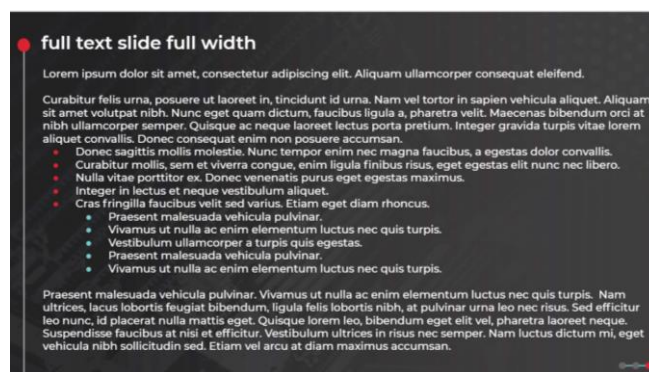 full text slide full width
Lorem ipsum dolor sit amet, consectetur adipiscing elit. Aliquam ullamcorper consequat eleifend.
Curabitur felis urna, posuere ut laoreet in, tincidunt id urna. Nam vel tortor in sapien vehicula aliquet. Aliquam
sit amet volutpat nibh. Nunc eget quam dictum, faucibus ligula a, pharetra velit. Maecenas bibendum orci at
nibh ullamcorper semper. Quisque ac neque laoreet lectus porta pretium. Integer gravida turpis vitae lorem
aliquet convallis. Donec consequat enim non posuere accumsan.
Donec sagittis mollis molestie. Nunc tempor enim nec magna faucibus, a egestas dolor convallis.
Curabitur mollis, sem et viverra congue, enim ligula finibus risus, eget egestas elit nunc nec libero.
Nulla vitae porttitor ex. Donec venenatis purus eget egestas maximus.
Integer in lectus et neque vestibulum aliquet.
Cras fringilla faucibus velit sed varius. Etiam eget diam rhoncus.
Praesent malesuada vehicula pulvinar.
Vivamus ut nulla ac enim elementum luctus nec quis turpis.
Vestibulum ullamcorper a turpis quis egestas.
Praesent malesuada vehicula pulvinar.
Vivamus ut nulla ac enim elementum luctus nec quis turpis.
Praesent malesuada vehicula pulvinar. Vivamus ut nulla ac enim elementum luctus nec quis turpis. Nam
ultrices, lacus lobortis feugiat bibendum, ligula felis lobortis nibh, at pulvinar urna leo nec risus. Sed efficitur
leo nunc, id placerat nulla mattis eget. Quisque lorem leo, bibendum eget elit vel, pharetra laoreet neque.
Suspendisse faucibus at nisi et efficitur. Vestibulum ultrices in risus nec semper. Nam luctus dictum mi, eget
vehicula nibh sollicitudin sed. Etiam vel arcu at diam maximus accumsan.